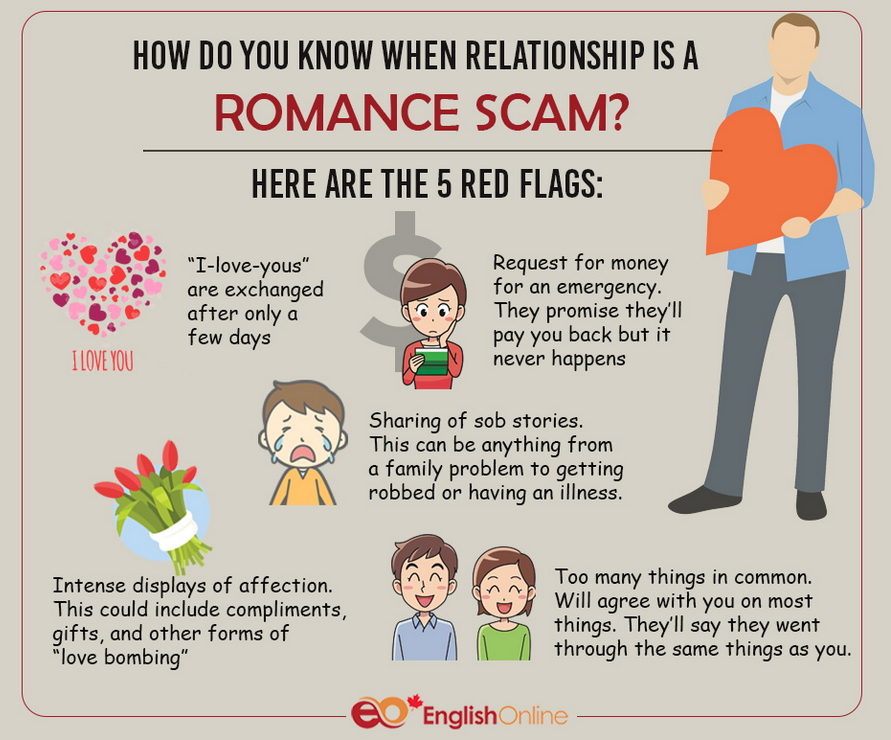 HOW DO YOU KNOW WHEN RELATIONSHIP IS A
ROMANCE SCAM?
HERE ARE THE 5 RED FLAGS:
I LOVE YOU
“I-love-yous”
are exchanged
after only a
few days
$
Request for money
for an emergency.
They promise they’ll
pay you back but it
never happens
Sharing of sob stories.
This can be anything from
a family problem to getting
robbed or having an illness.
Intense displays of affection.
This could include compliments,
gifts, and other forms of
“love bombing”
Too many things in common.
Will agree with you on most
things. They’ll say they went
through the same things as you.
eo EnglishOnline